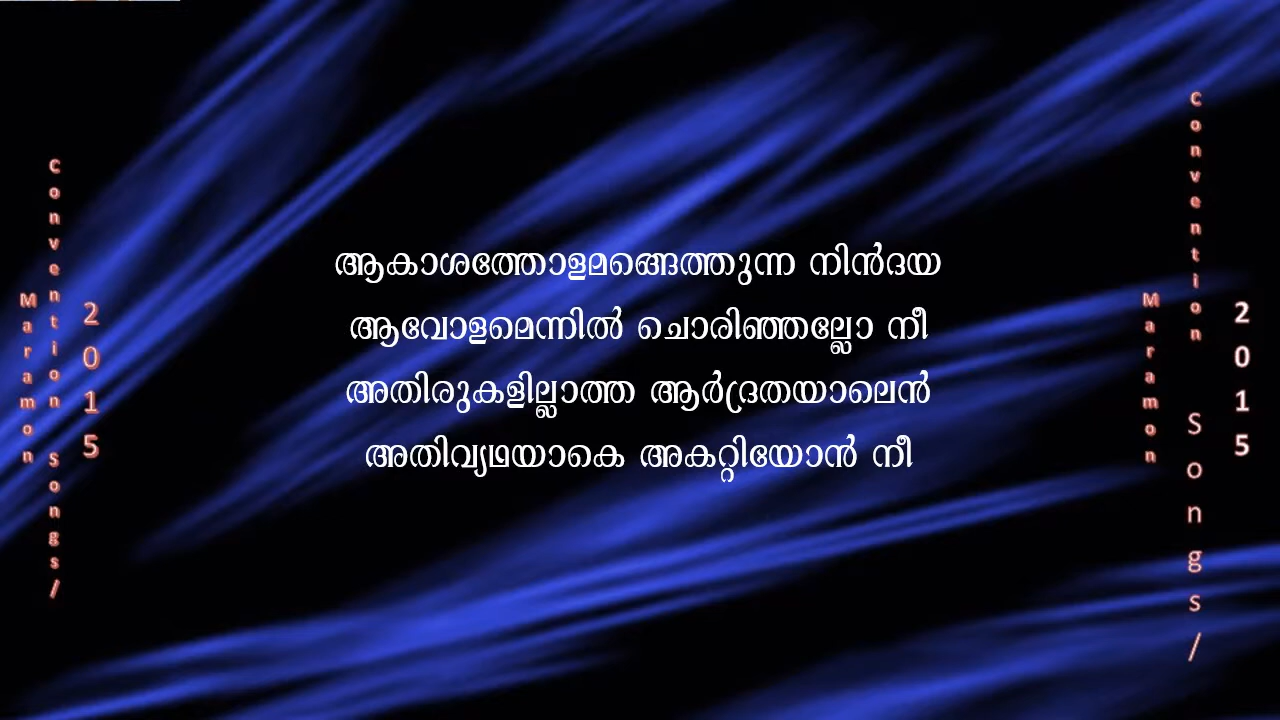 Maramon
Convention Songs/
2015
ആകാശത്തോളമങ്ങെത്തുന്ന നിൻദയ
ആവോളമെന്നിൽ ചൊരിഞ്ഞല്ലോ നീ
അതിരുകളില്ലാത്ത ആർദ്രതയാലെൻ
അതിവ്യഥയാകെ അകറ്റിയോൻ നീ
Maramon
Convention Songs/
2015